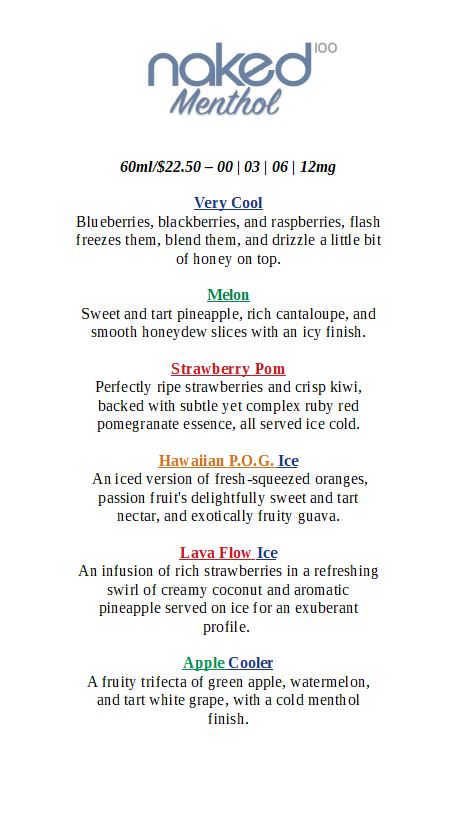 naked 100
Menthol
60ml/$22.50 – 00 | 03 | 06 | 12mg
Very Cool
Blueberries, blackberries, and raspberries, flash
freezes them, blend them, and drizzle a little bit
of honey on top.
Melon
Sweet and tart pineapple, rich cantaloupe, and
smooth honeydew slices with an icy finish.
Strawberry Pom
Perfectly ripe strawberries and crisp kiwi,
backed with subtle yet complex ruby red
pomegranate essence, all served ice cold.
Hawaiian P.O.G. Ice
An iced version of fresh-squeezed oranges,
passion fruit's delightfully sweet and tart
nectar, and exotically fruity guava.
Lava Flow Ice
An infusion of rich strawberries in a refreshing
swirl of creamy coconut and aromatic
pineapple served on ice for an exuberant
profile.
Apple Cooler
A fruity trifecta of green apple, watermelon,
and tart white grape, with a cold menthol
finish.